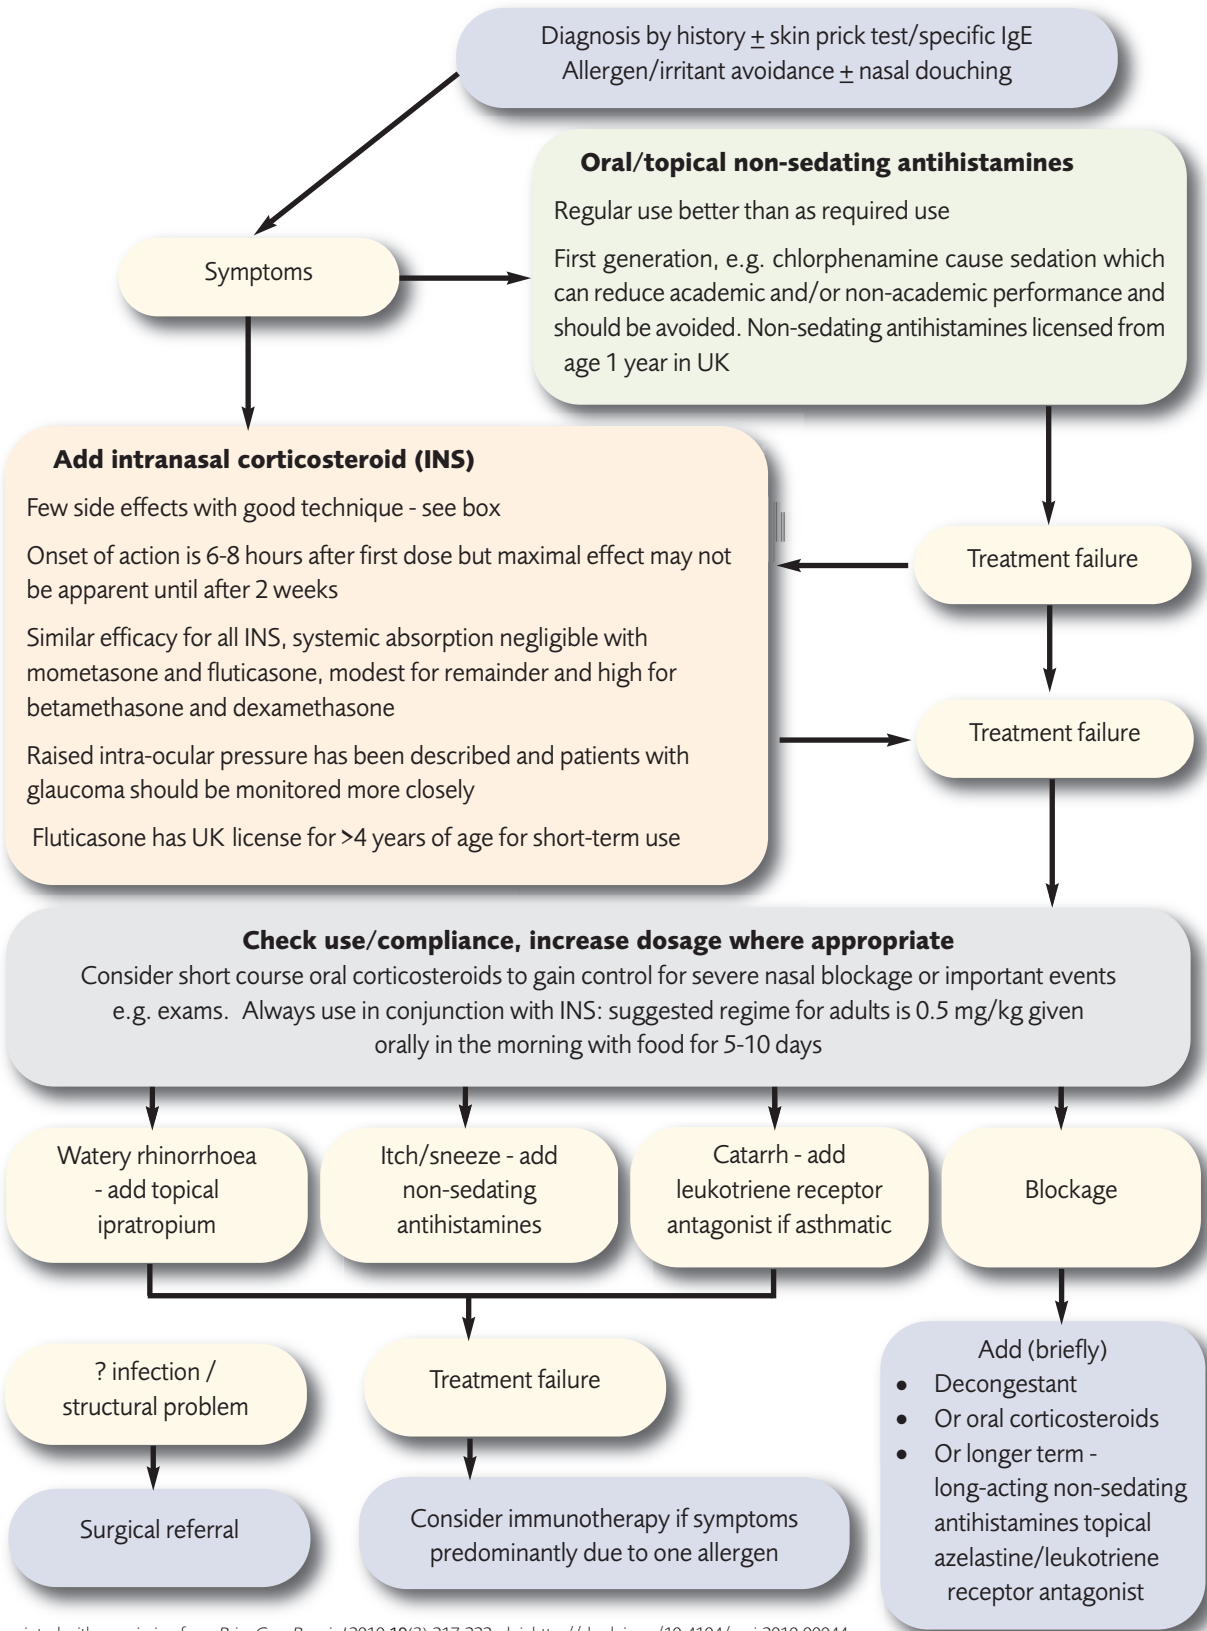 Diagnosis by history ± skin prick test/specific IgE
Allergen/irritant avoidance ± nasal douching
Symptoms
Oral/topical non-sedating antihistamines
Regular use better than as required use
First generation, e.g. chlorphenamine cause sedation which
can reduce academic and/or non-academic performance and
should be avoided. Non-sedating antihistamines licensed from
age 1 year in UK
Add intranasal corticosteroid (INS)
Few side effects with good technique - see box
Onset of action is 6-8 hours after first dose but maximal effect may not
be apparent until after 2 weeks
Similar efficacy for all INS, systemic absorption negligible with
mometasone and fluticasone, modest for remainder and high for
betamethasone and dexamethasone
Raised intra-ocular pressure has been described and patients with
glaucoma should be monitored more closely
Fluticasone has UK license for >4 years of age for short-term use
Treatment failure
Treatment failure
Check use/compliance, increase dosage where appropriate
Consider short course oral corticosteroids to gain control for severe nasal blockage or important events
e.g. exams. Always use in conjunction with INS: suggested regime for adults is 0.5 mg/kg given
orally in the morning with food for 5-10 days
Watery rhinorrhoea
- add topical
ipratropium
Itch/sneeze - add
non-sedating
antihistamines
Catarrh - add
leukotriene receptor
antagonist if asthmatic
Blockage
? infection /
structural problem
Treatment failure
Add (briefly)
• Decongestant
• Or oral corticosteroids
• Or longer term -
long-acting non-sedating
antihistamines topical
azelastine/leukotriene
receptor antagonist
Surgical referral
Consider immunotherapy if symptoms
predominantly due to one allergen